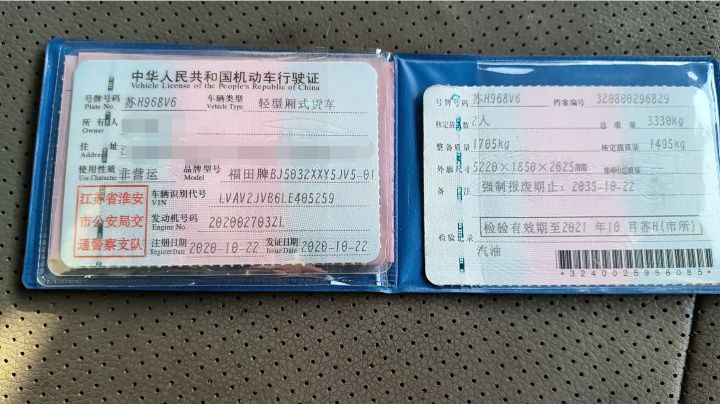 中华人民共和国机动车行驶证
Vehicle License of the People's Republic of China
号牌号码 苏H968V6 车辆类型 轻型厢式货车
Plate No. Vehicle Type
所有人
Owner
住址
Address
使用性质 非营运 品牌型号 福田牌BJ5032XXY5JV5-01
Use Character Model
江苏省淮安
市公安局交
通警察支队
车辆识别代号 LVAV2JVB6LE405259
VIN
发动机号码 202002703ZL
Engine No.
注册日期 2020-10-22 发证日期 2020-10-22
Register Date Issue Date
号牌号码 苏H968V6 档案编号 320800296829
核定载人数 2人 总质量 3330kg
整备质量 1705kg 核定载质量 1495kg
外廓尺寸 5220×1850×2625mm 准牵引总质量
备注 强制报废期止：2035-10-22
检验记录 检验有效期至2021年10月苏H(市所)
汽油
*3240025958085*